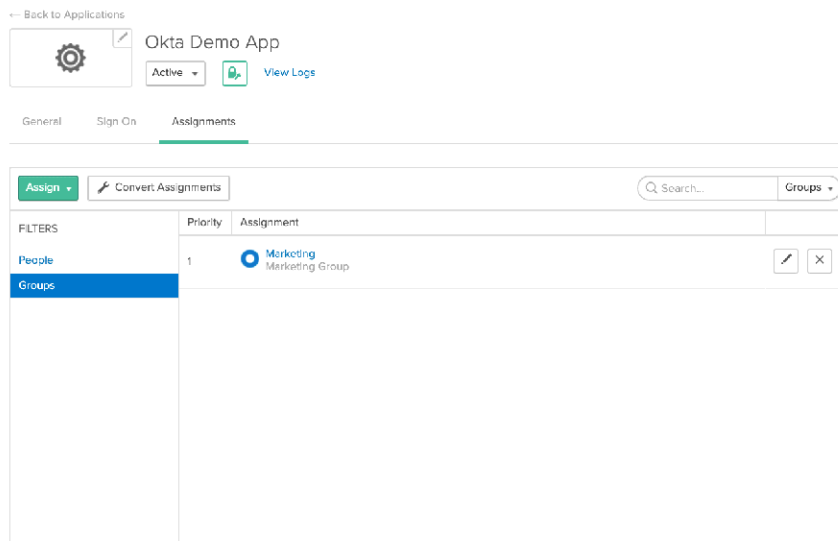 ← Back to Applications
Okta Demo App
Active
View Logs
General Sign On Assignments
Assign Convert Assignments Search... Groups
FILTERS
People
Groups
Priority Assignment
1 Marketing
Marketing Group